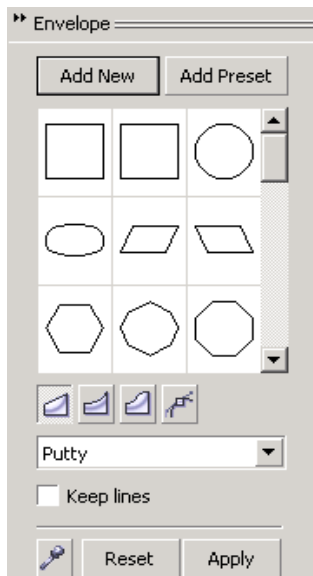 Envelope
Add New Add Preset
Putty
Keep lines
Reset Apply